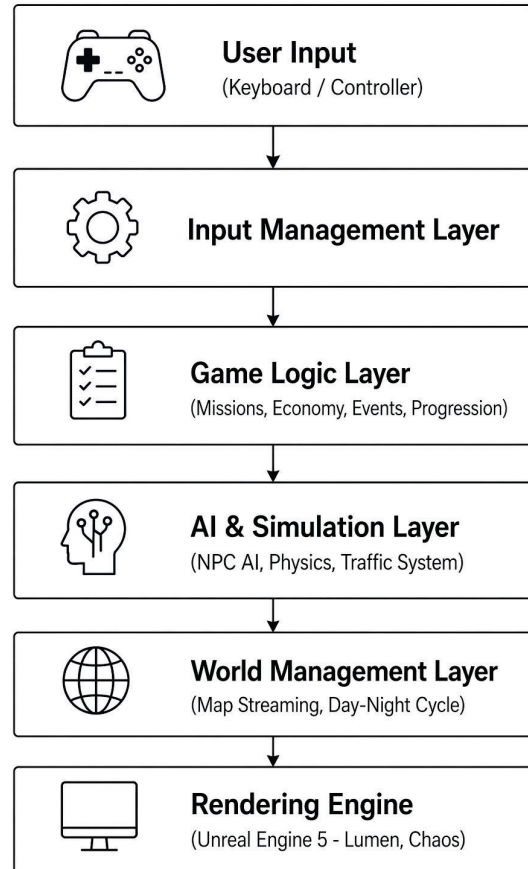 User Input
(Keyboard / Controller)
Input Management Layer
Game Logic Layer
(Missions, Economy, Events, Progression)
AI & Simulation Layer
(NPC AI, Physics, Traffic System)
World Management Layer
(Map Streaming, Day-Night Cycle)
Rendering Engine
(Unreal Engine 5 - Lumen, Chaos)